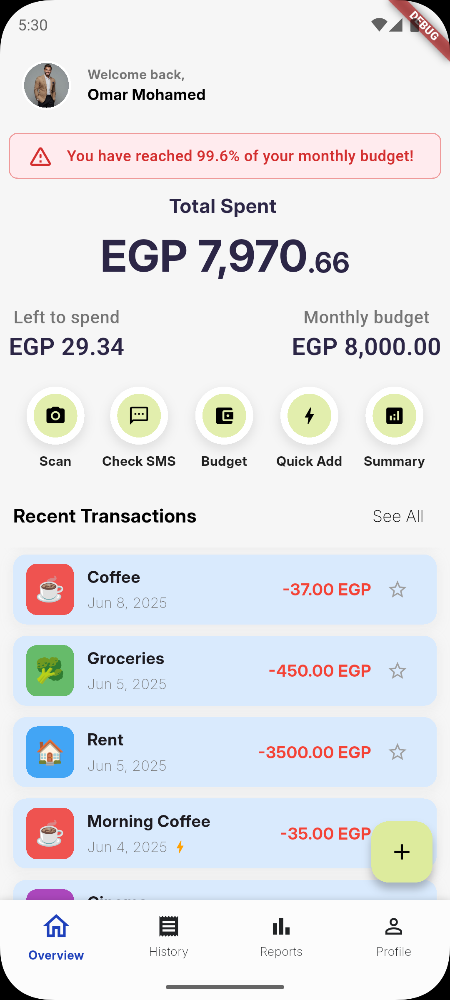 5:30
DEBUG
Welcome back,
Omar Mohamed
You have reached 99.6% of your monthly budget!
Total Spent
EGP 7,970.66
Left to spend
Monthly budget
EGP 29.34
EGP 8,000.00
Scan
Check SMS
Budget
Quick Add
Summary
Recent Transactions
See All
Coffee
-37.00 EGP
Jun 8, 2025
Groceries
-450.00 EGP
Jun 5, 2025
Rent
-3500.00 EGP
Jun 5, 2025
Morning Coffee
-35.00 EGP
Jun 4, 2025
Overview
History
Reports
Profile